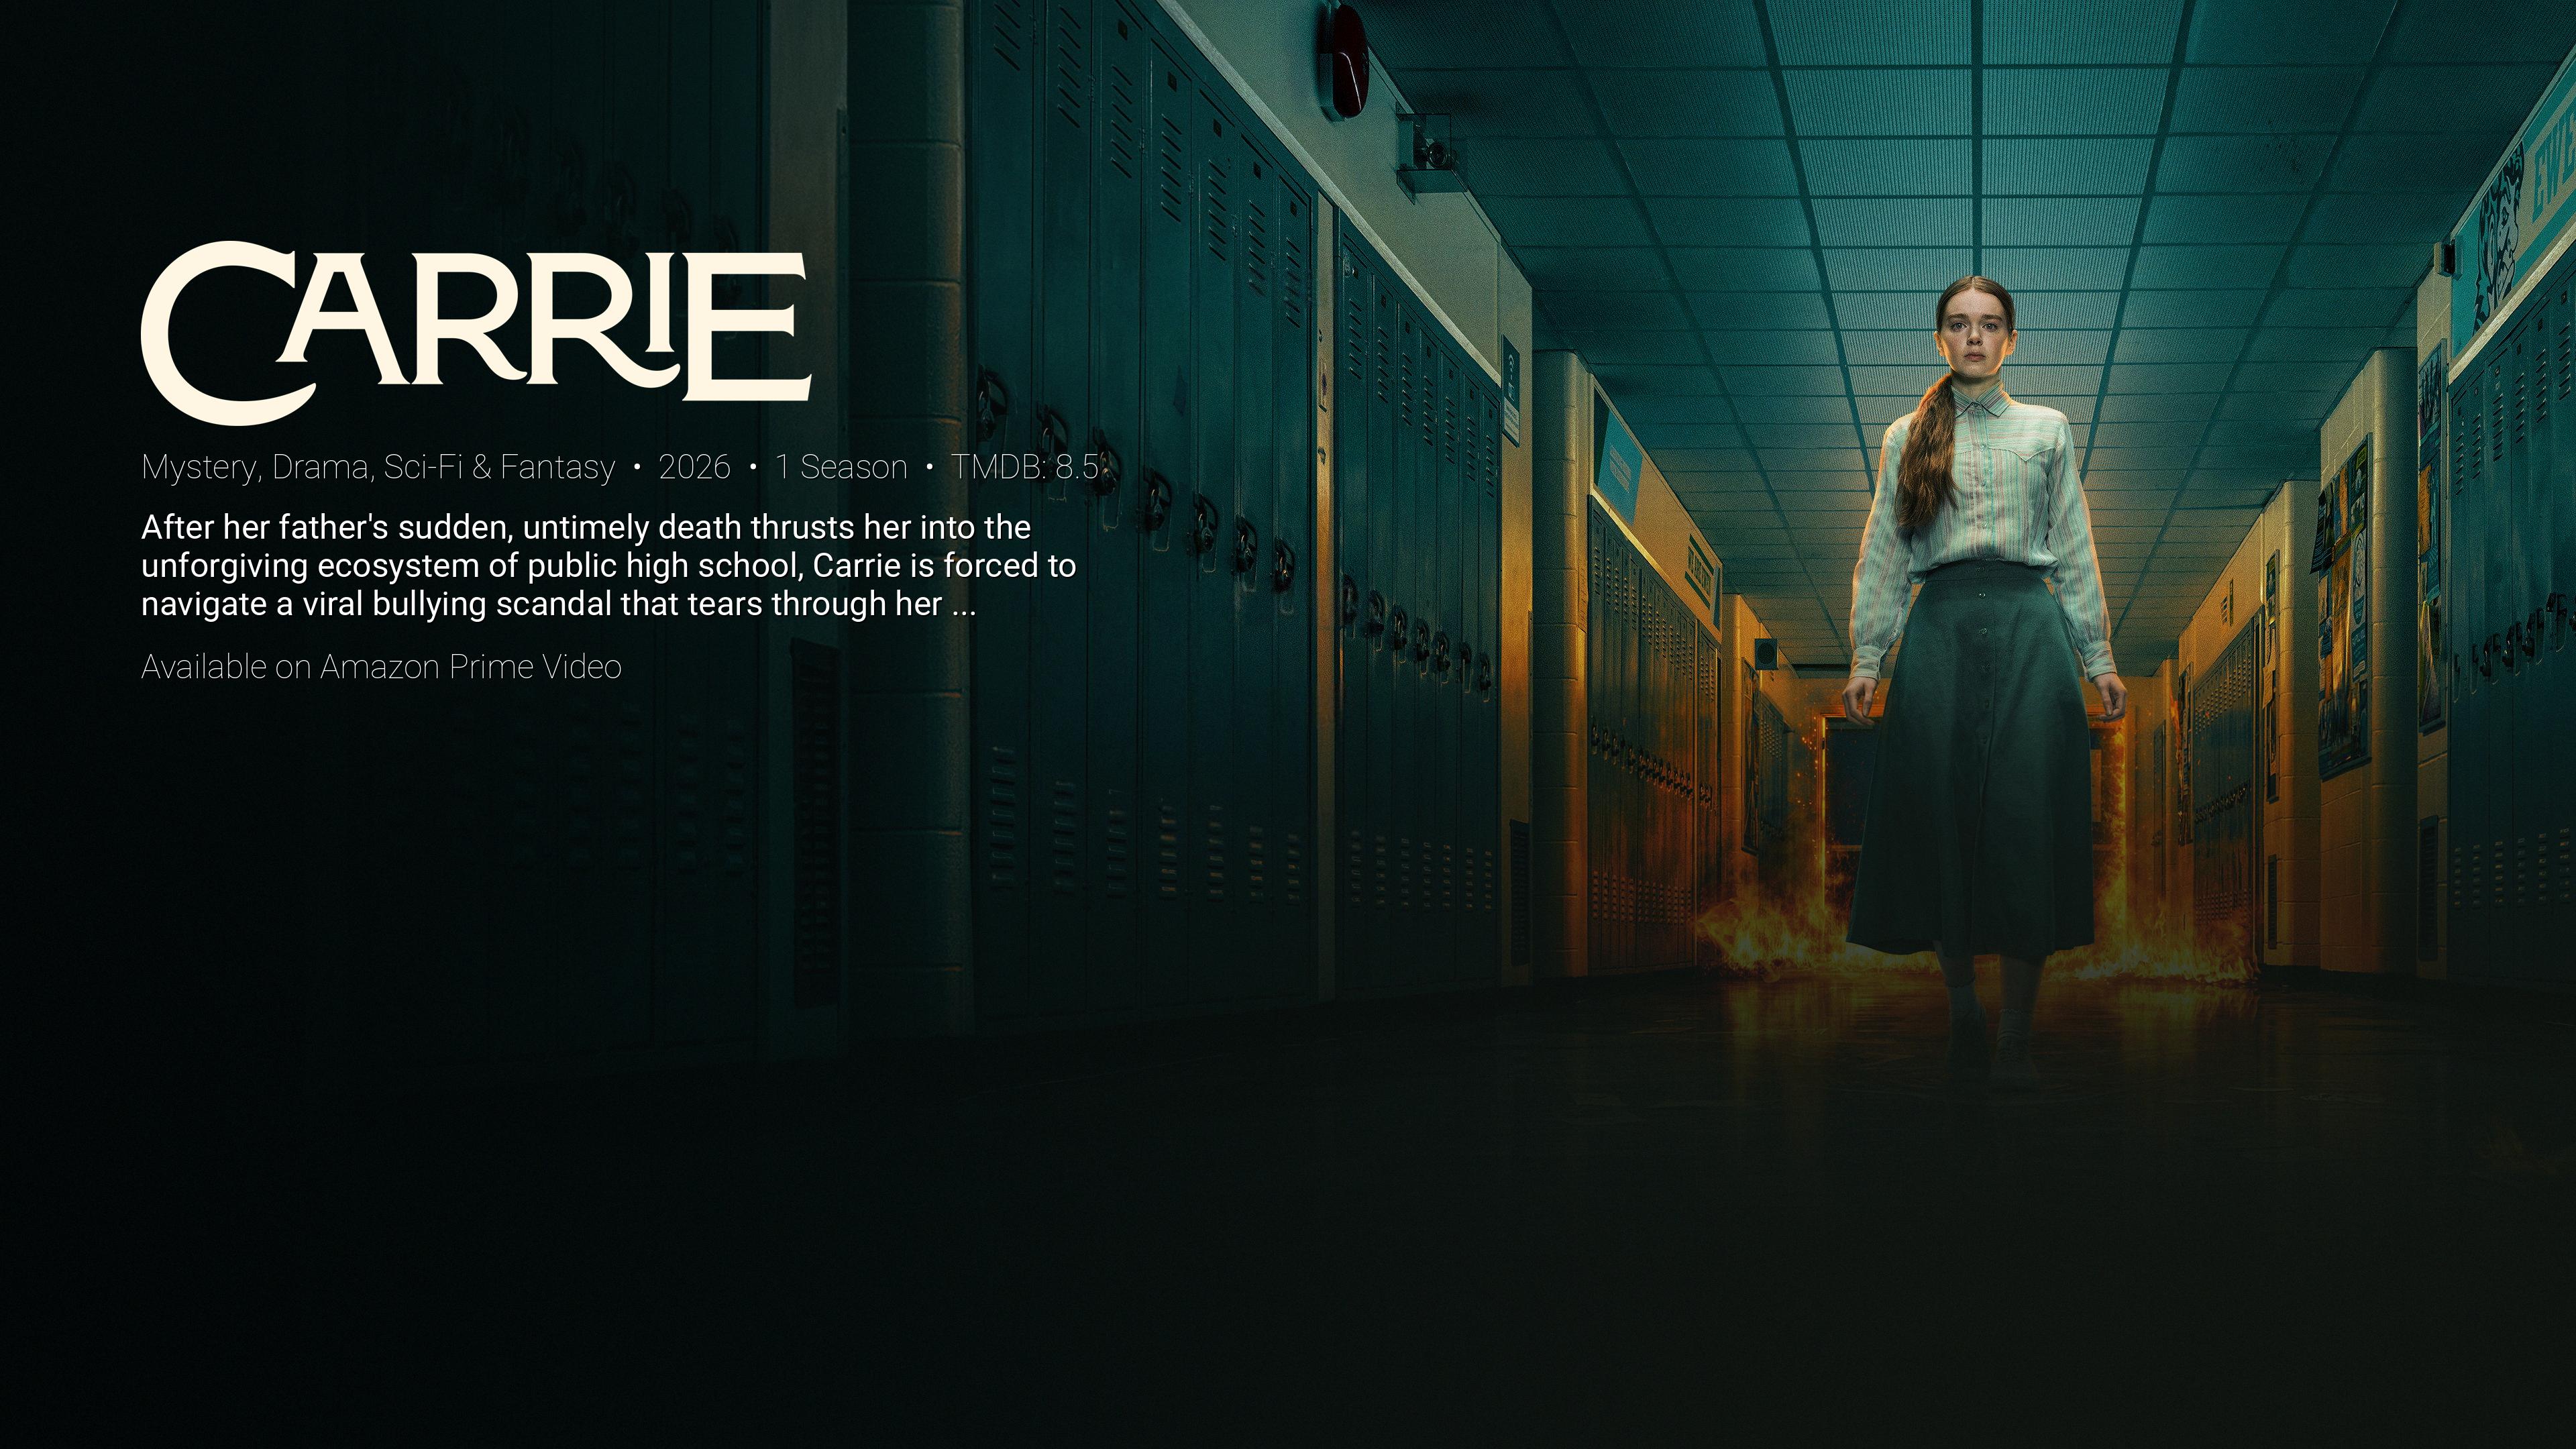 CARRIE
Mystery, Drama, Sci-Fi & Fantasy • 2026 • 1 Season • TMDB: 8.5
After her father's sudden, untimely death thrusts her into the
unforgiving ecosystem of public high school, Carrie is forced to
navigate a viral bullying scandal that tears through her ...
Available on Amazon Prime Video